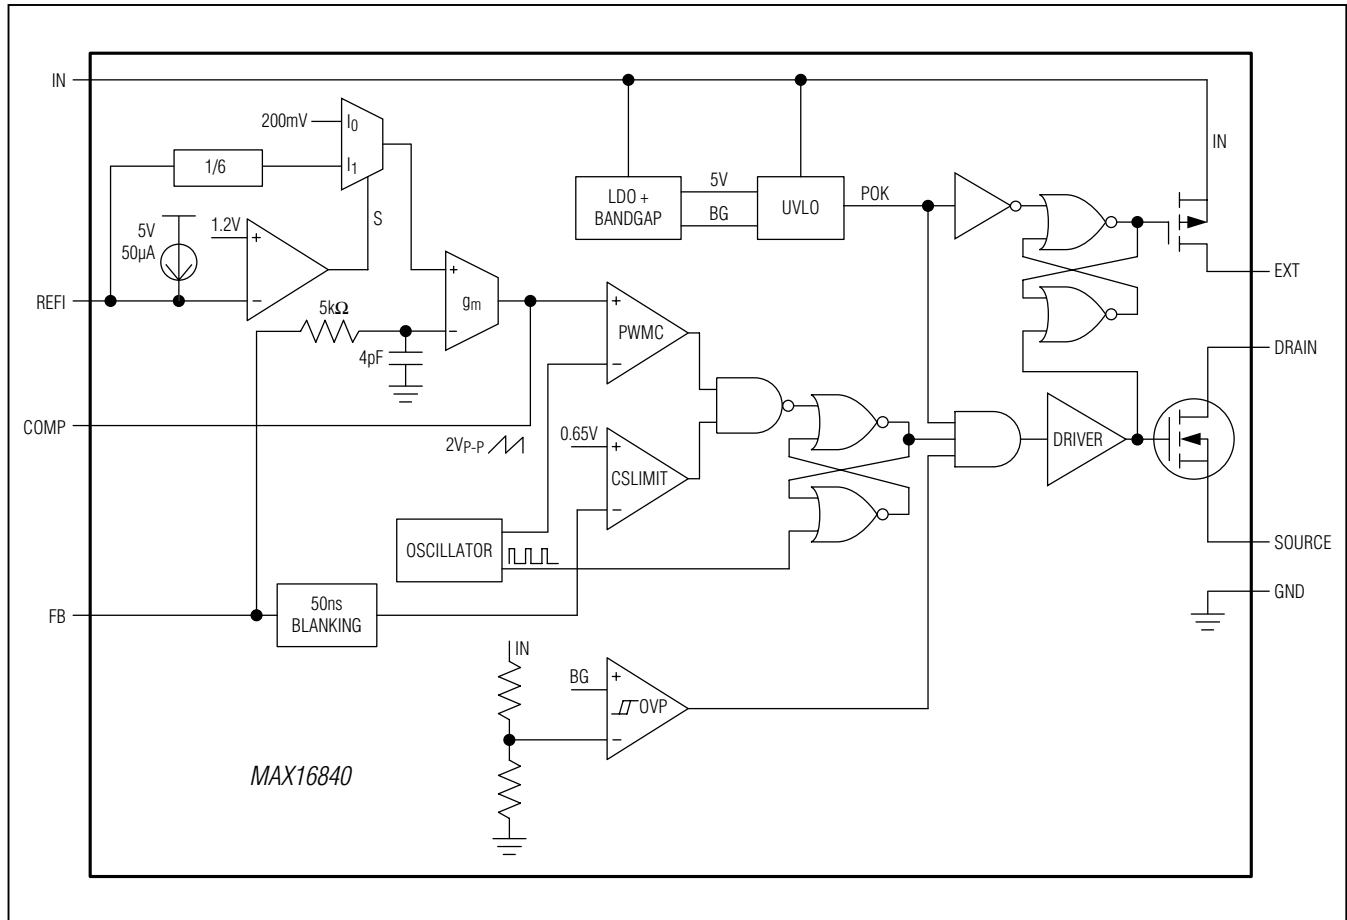 IN
200mV
I0
I1
1/6
S
1.2V
5V
50µA
+
−
REFI
5kΩ
4pF
+
gm
−
COMP
LDO +
BANDGAP
5V
BG
UVLO
POK
IN
EXT
DRAIN
SOURCE
GND
+
PWMC
−
2VP-P
0.65V
+
CSLIMIT
−
OSCILLATOR
DRIVER
FB
50ns
BLANKING
IN
BG
+
OVP
−
MAX16840